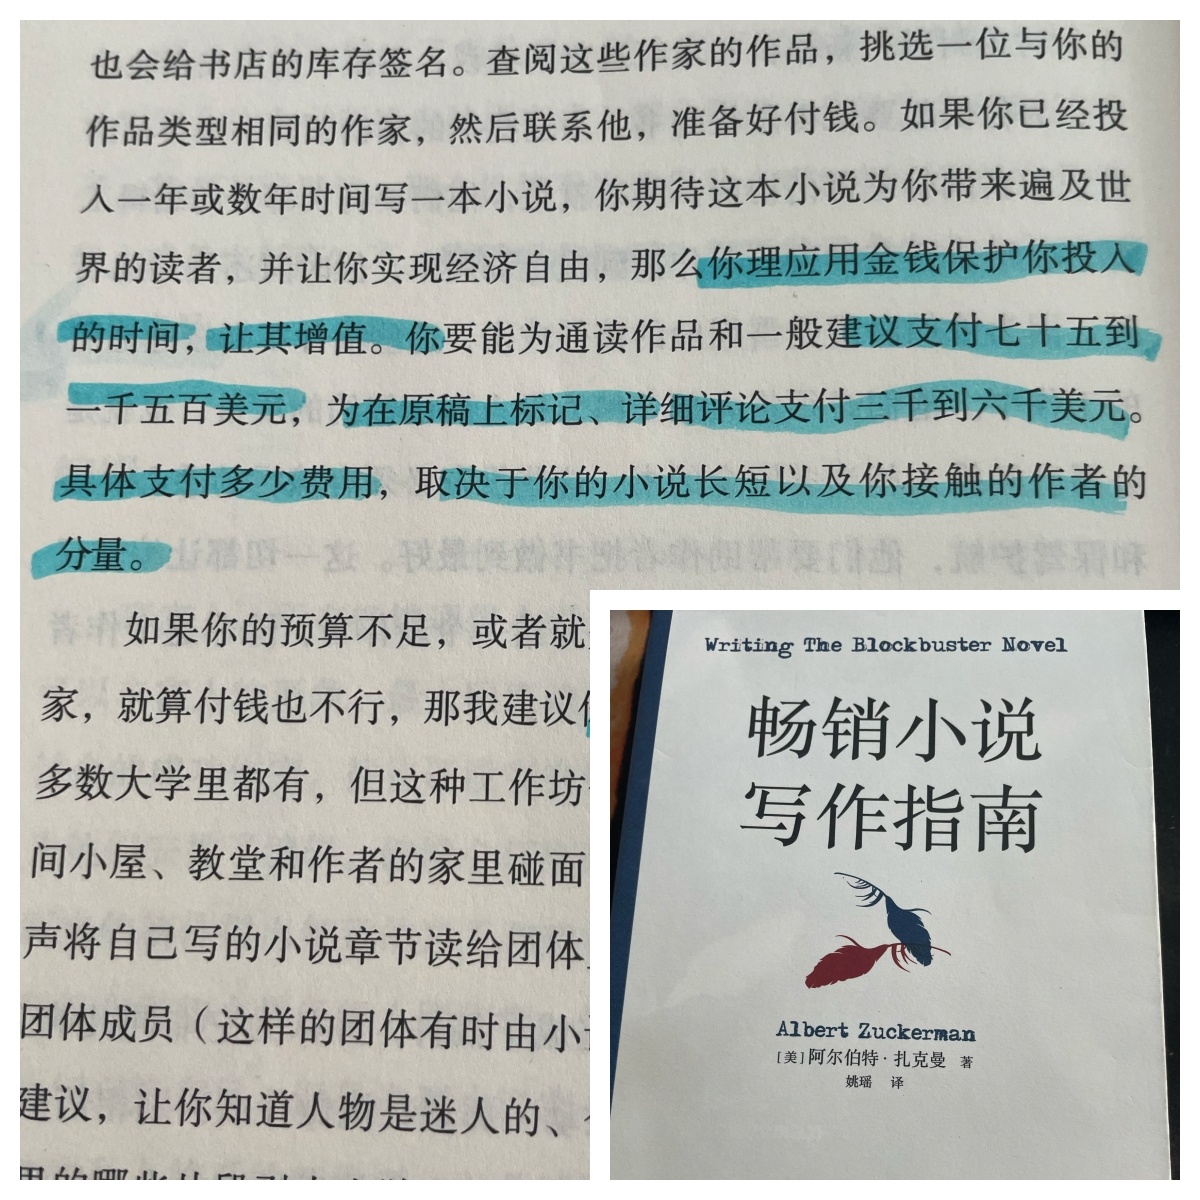 也会给书店的库存签名。查阅这些作家的作品，挑选一位与你的
作品类型相同的作家，然后联系他，准备好付钱。如果你已经投
入一年或数年时间写一本小说，你期待这本小说为你带来遍及世
界的读者，并让你实现经济自由，那么你理应用金钱保护你投入
的时间，让其增值。你要能为通读作品和一般建议支付七十五到
一千五百美元，为在原稿上标记、详细评论支付三千到六千美元。
具体支付多少费用，取决于你的小说长短以及你接触的作者的
分量。
如果你的预算不足，或者就
家，就算付钱也不行，那我建议
多数大学里都有，但这种工作坊
间小屋、教堂和作者的家里碰面
声将自己写的小说章节读给团体
团体成员（这样的团体有时由小
建议，让你知道人物是迷人的、
Writing The Blockbuster Novel
畅销小说
写作指南
Albert Zuckerman
[美]阿尔伯特·扎克曼 著
姚瑶 译